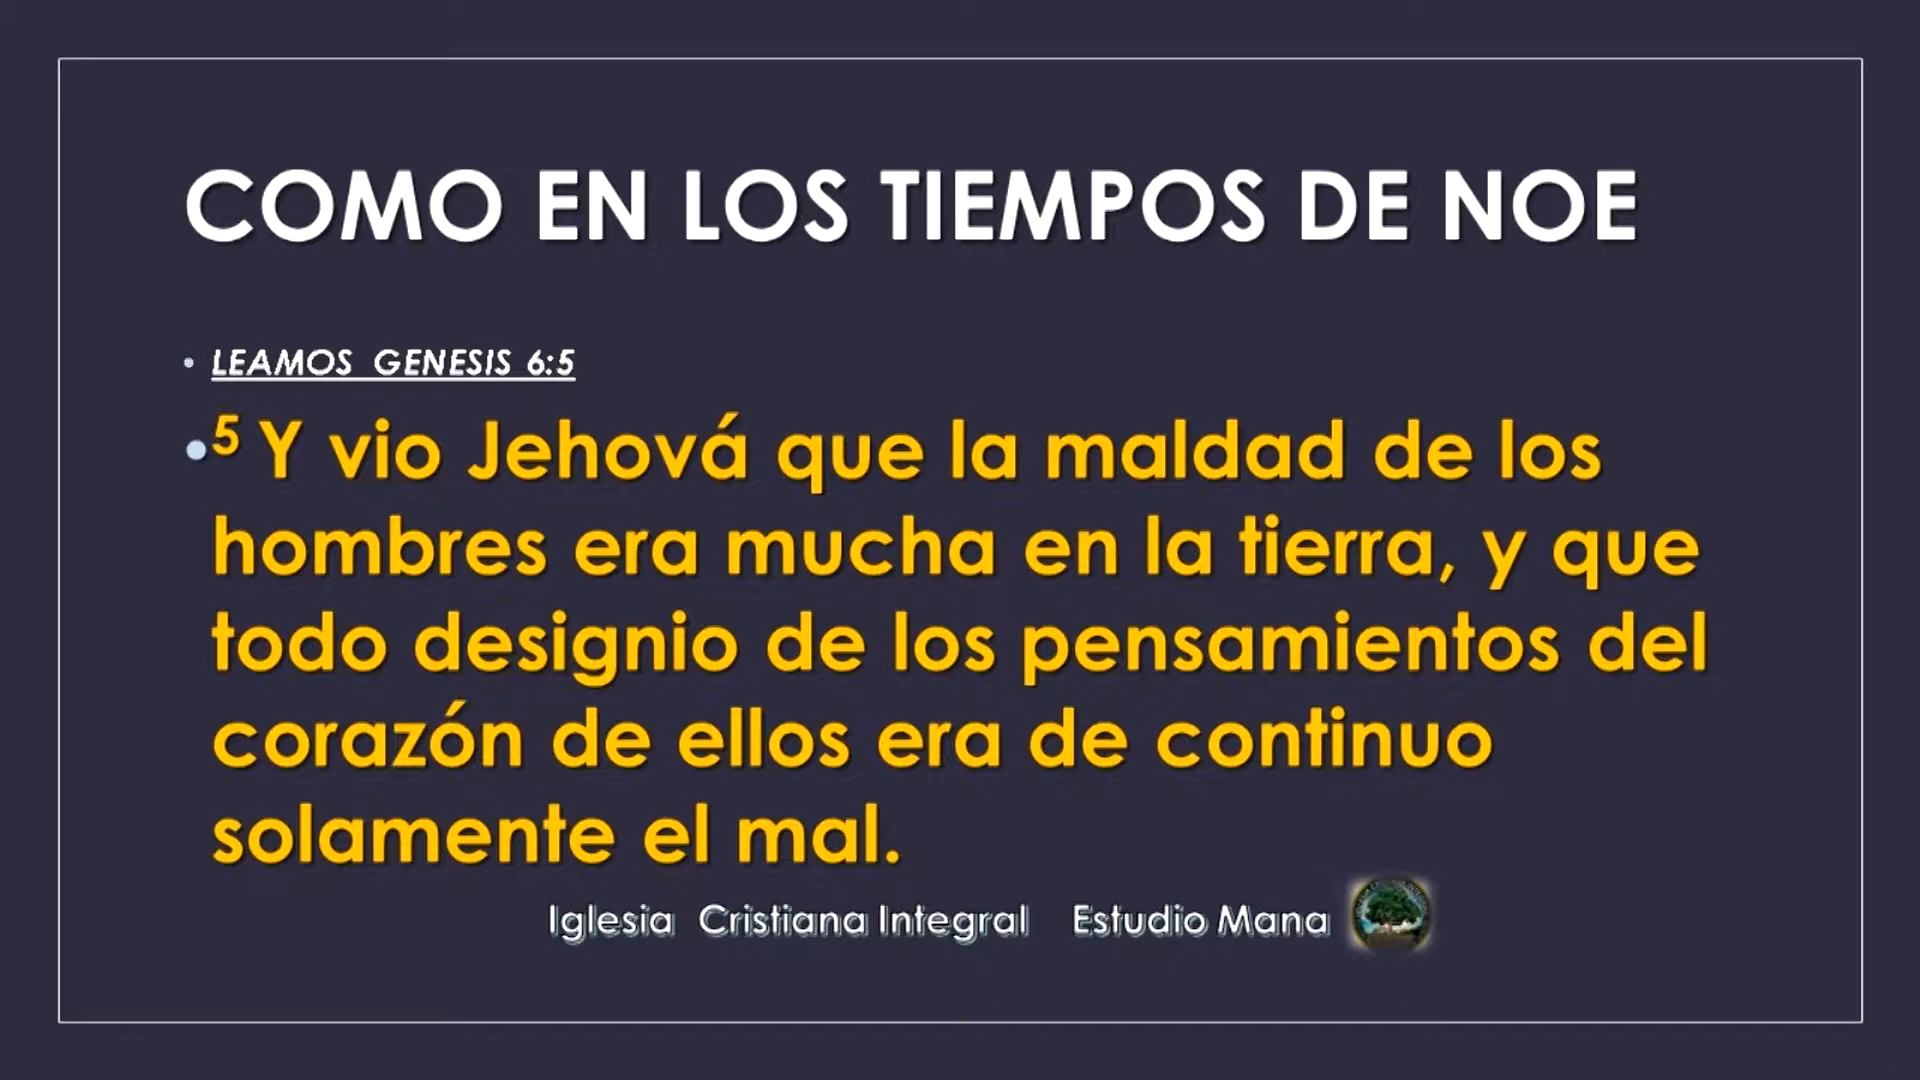 COMO EN LOS TIEMPOS DE NOE
• LEAMOS GENESIS 6:5
•5 Y vio Jehová que la maldad de los
hombres era mucha en la tierra, y que
todo designio de los pensamientos del
corazón de ellos era de continuo
solamente el mal.
Iglesia Cristiana Integral Estudio Mana